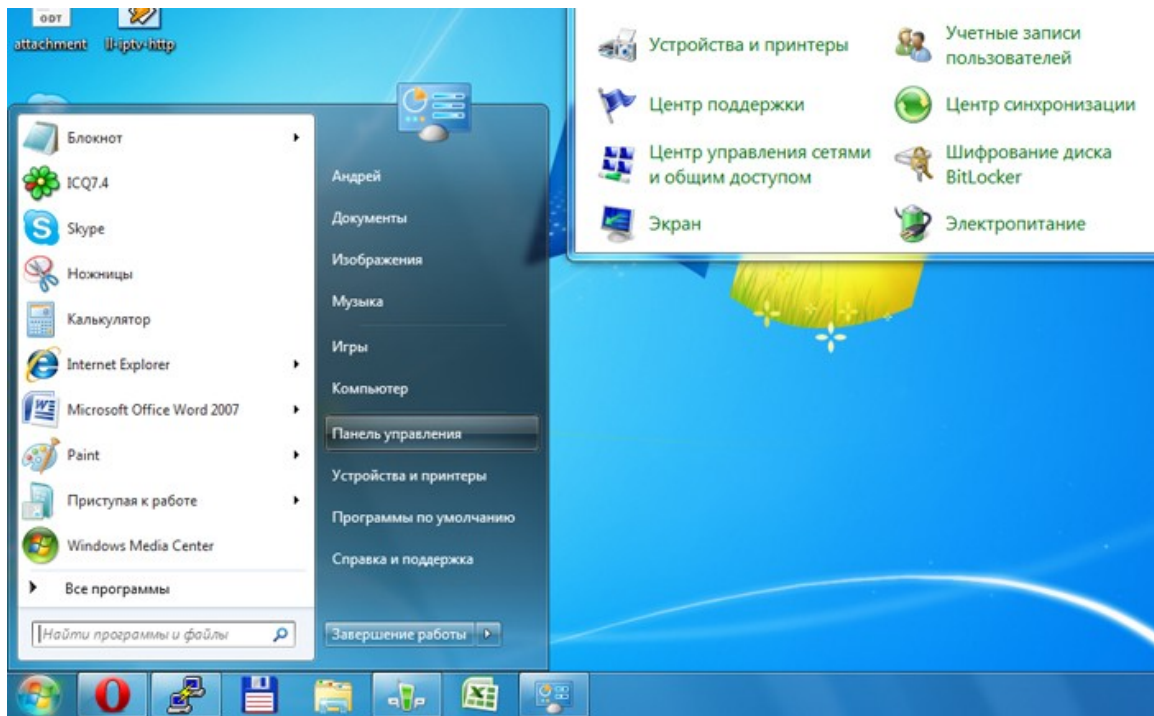 ODT
attachment
ll-iptv-http
Блокнот
ICQ7.4
Skype
Ножницы
Калькулятор
Internet Explorer
Microsoft Office Word 2007
Paint
Приступая к работе
Windows Media Center
Все программы
Найти программы и файлы
Андрей
Документы
Изображения
Музыка
Игры
Компьютер
Панель управления
Устройства и принтеры
Программы по умолчанию
Справка и поддержка
Завершение работы
Устройства и принтеры
Учетные записи
пользователей
Центр поддержки
Центр синхронизации
Центр управления сетями
и общим доступом
Шифрование диска
BitLocker
Экран
Электропитание